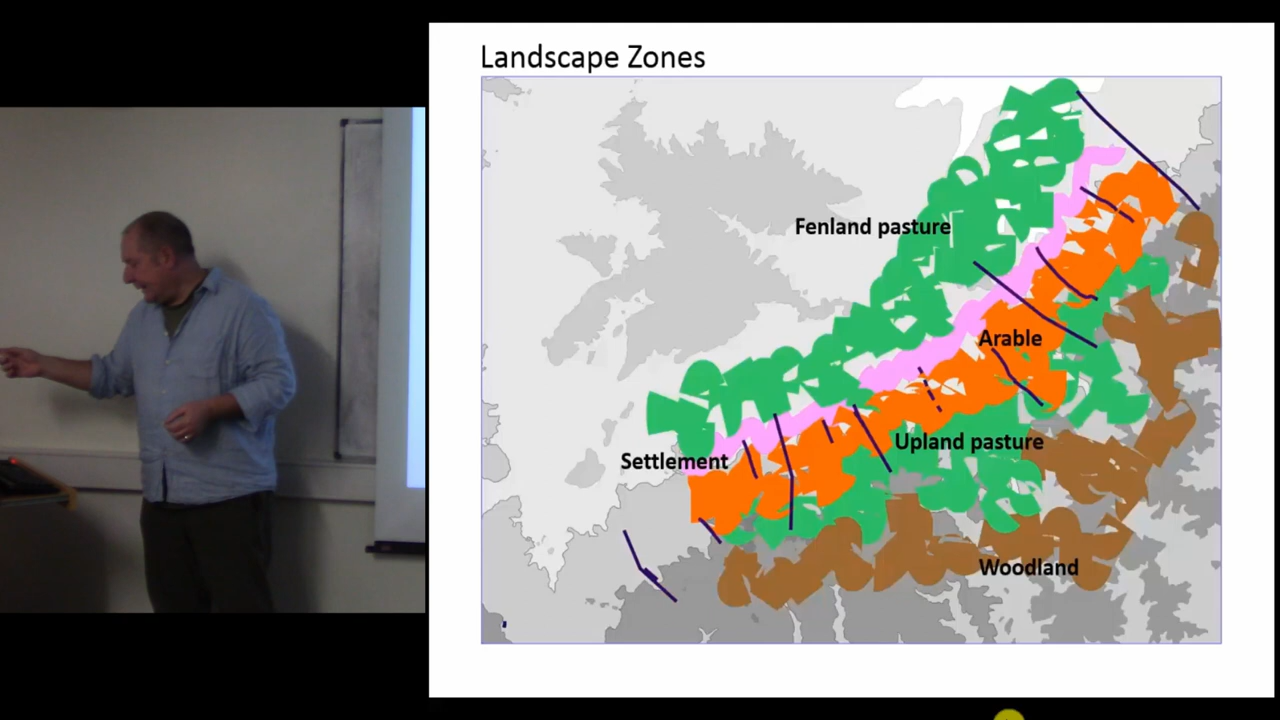 Landscape Zones
Fenland pasture
Arable
Upland pasture
Settlement
Woodland